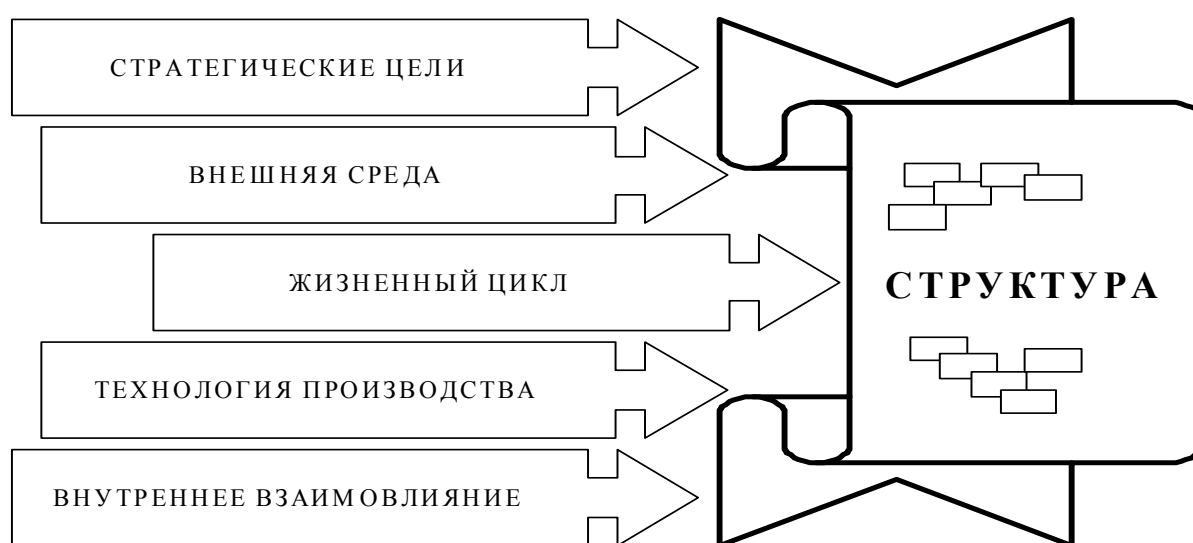 СТРАТЕГИЧЕСКИЕ ЦЕЛИ
ВНЕШНЯЯ СРЕДА
ЖИЗНЕННЫЙ ЦИКЛ
СТРУКТУРА
ТЕХНОЛОГИЯ ПРОИЗВОДСТВА
ВНУТРЕННЕЕ ВЗАИМОВЛИЯНИЕ